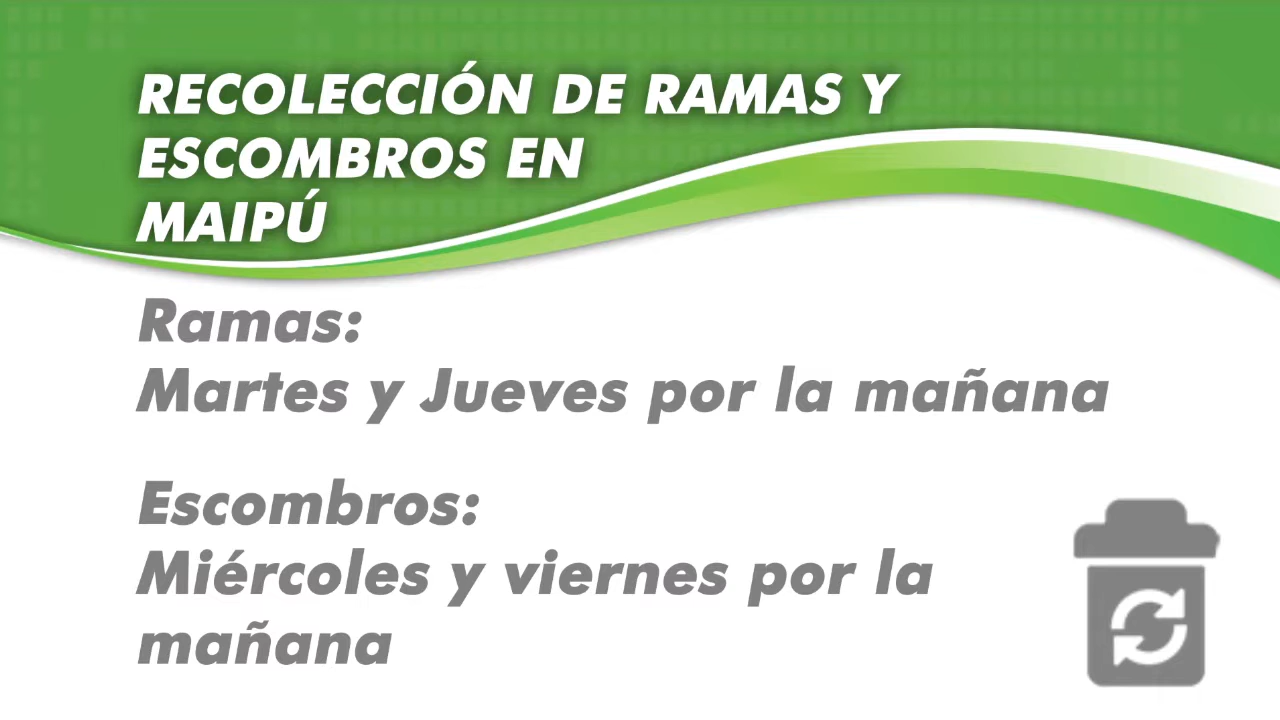 RECOLECCIÓN DE RAMAS Y
ESCOMBROS EN
MAIPÚ
Ramas:
Martes y Jueves por la mañana
Escombros:
Miércoles y viernes por la
mañana